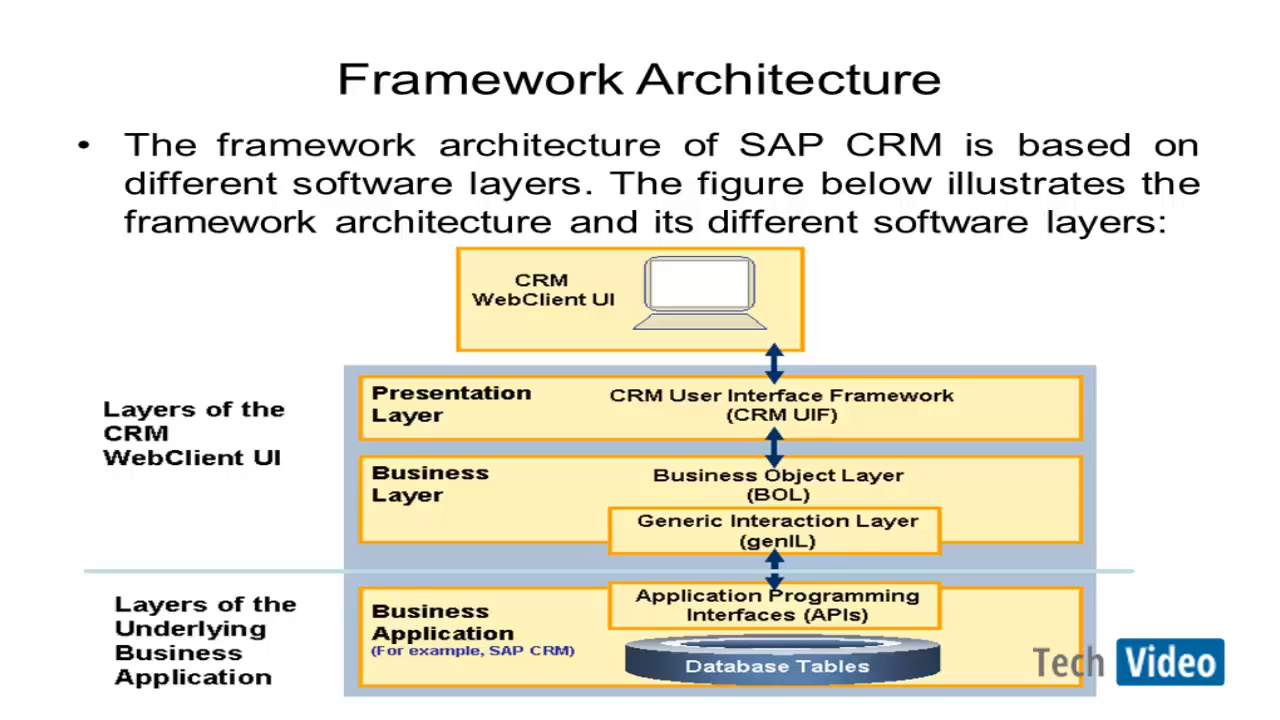 Framework Architecture
• The framework architecture of SAP CRM is based on
different software layers. The figure below illustrates the
framework architecture and its different software layers:
CRM
WebClient UI
Layers of the
CRM
WebClient UI
Presentation
Layer
CRM User Interface Framework
(CRM UIF)
Business
Layer
Business Object Layer
(BOL)
Generic Interaction Layer
(genIL)
Layers of the
Underlying
Business
Application
Business
Application
(For example, SAP CRM)
Application Programming
Interfaces (APIs)
Database Tables
Tech Video